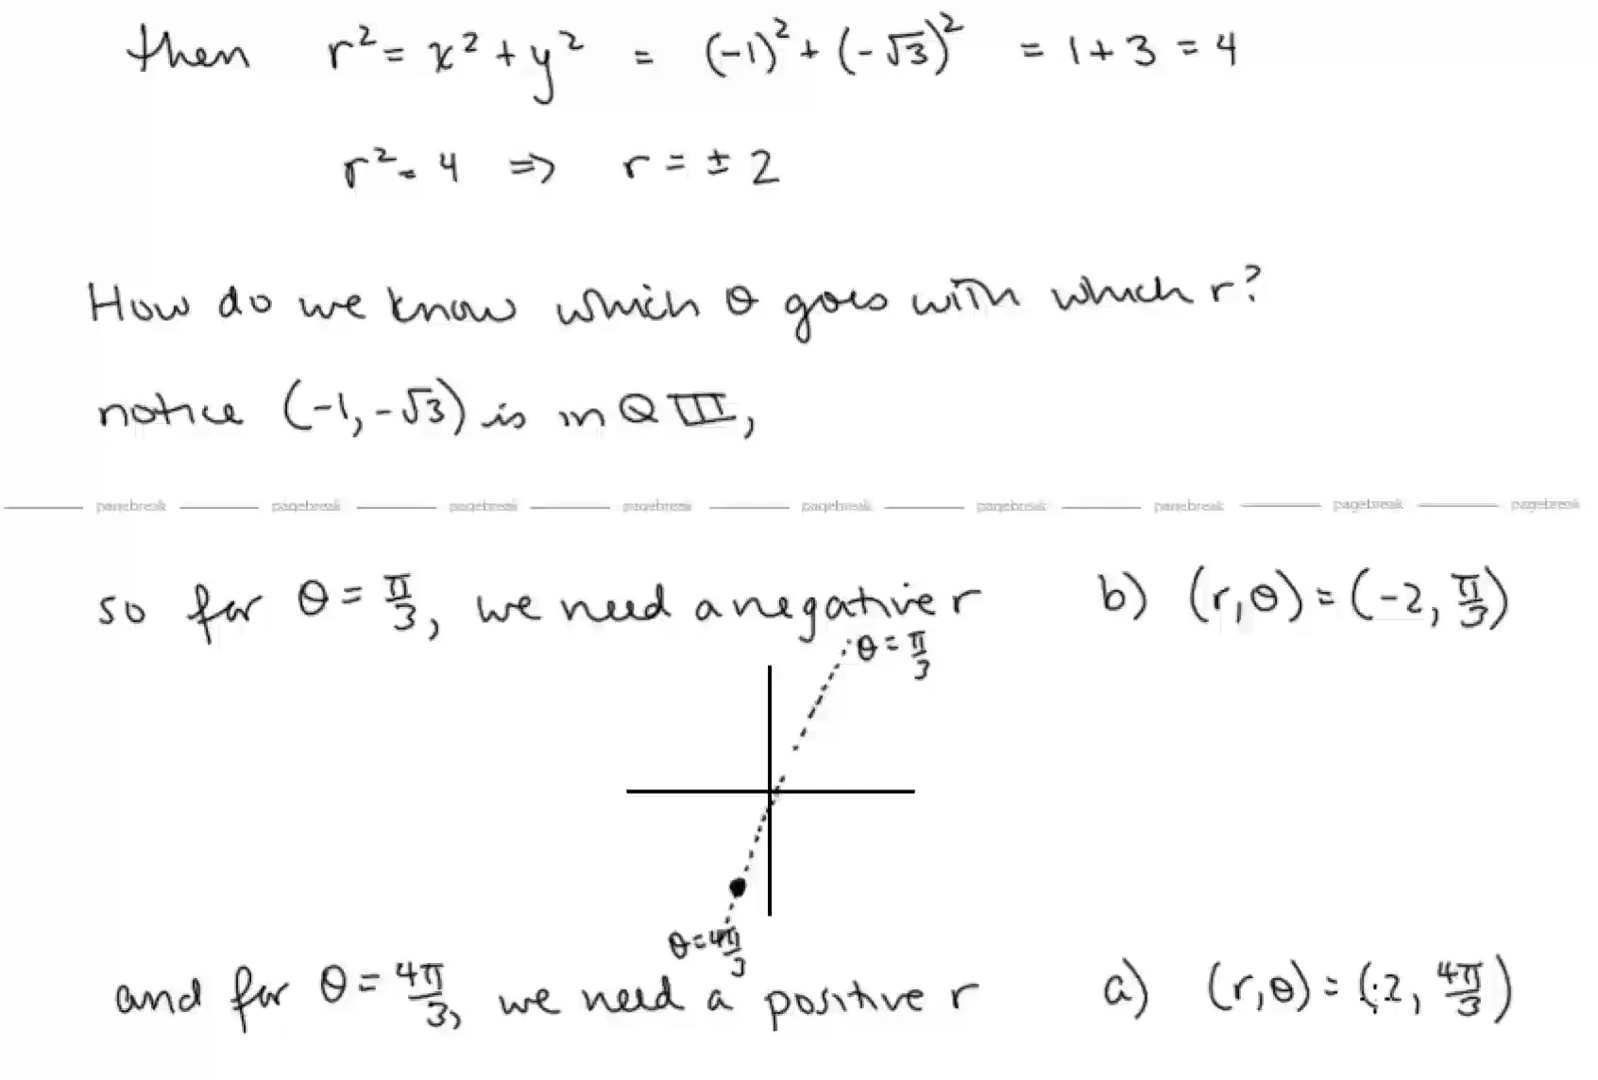 then r² = x² + y² = (-1)² + (-√3)² = 1 + 3 = 4
r² = 4 ⇒ r = ± 2
How do we know which θ goes with which r?
notice (-1, -√3) is in Q III,
pagebreak pagebreak pagebreak pagebreak pagebreak pagebreak pagebreak pagebreak pagebreak
so for θ = π/3, we need a negative r b) (r, θ) = (-2, π/3)
θ = π/3
θ = 4π/3
and for θ = 4π/3, we need a positive r a) (r, θ) = (2, 4π/3)